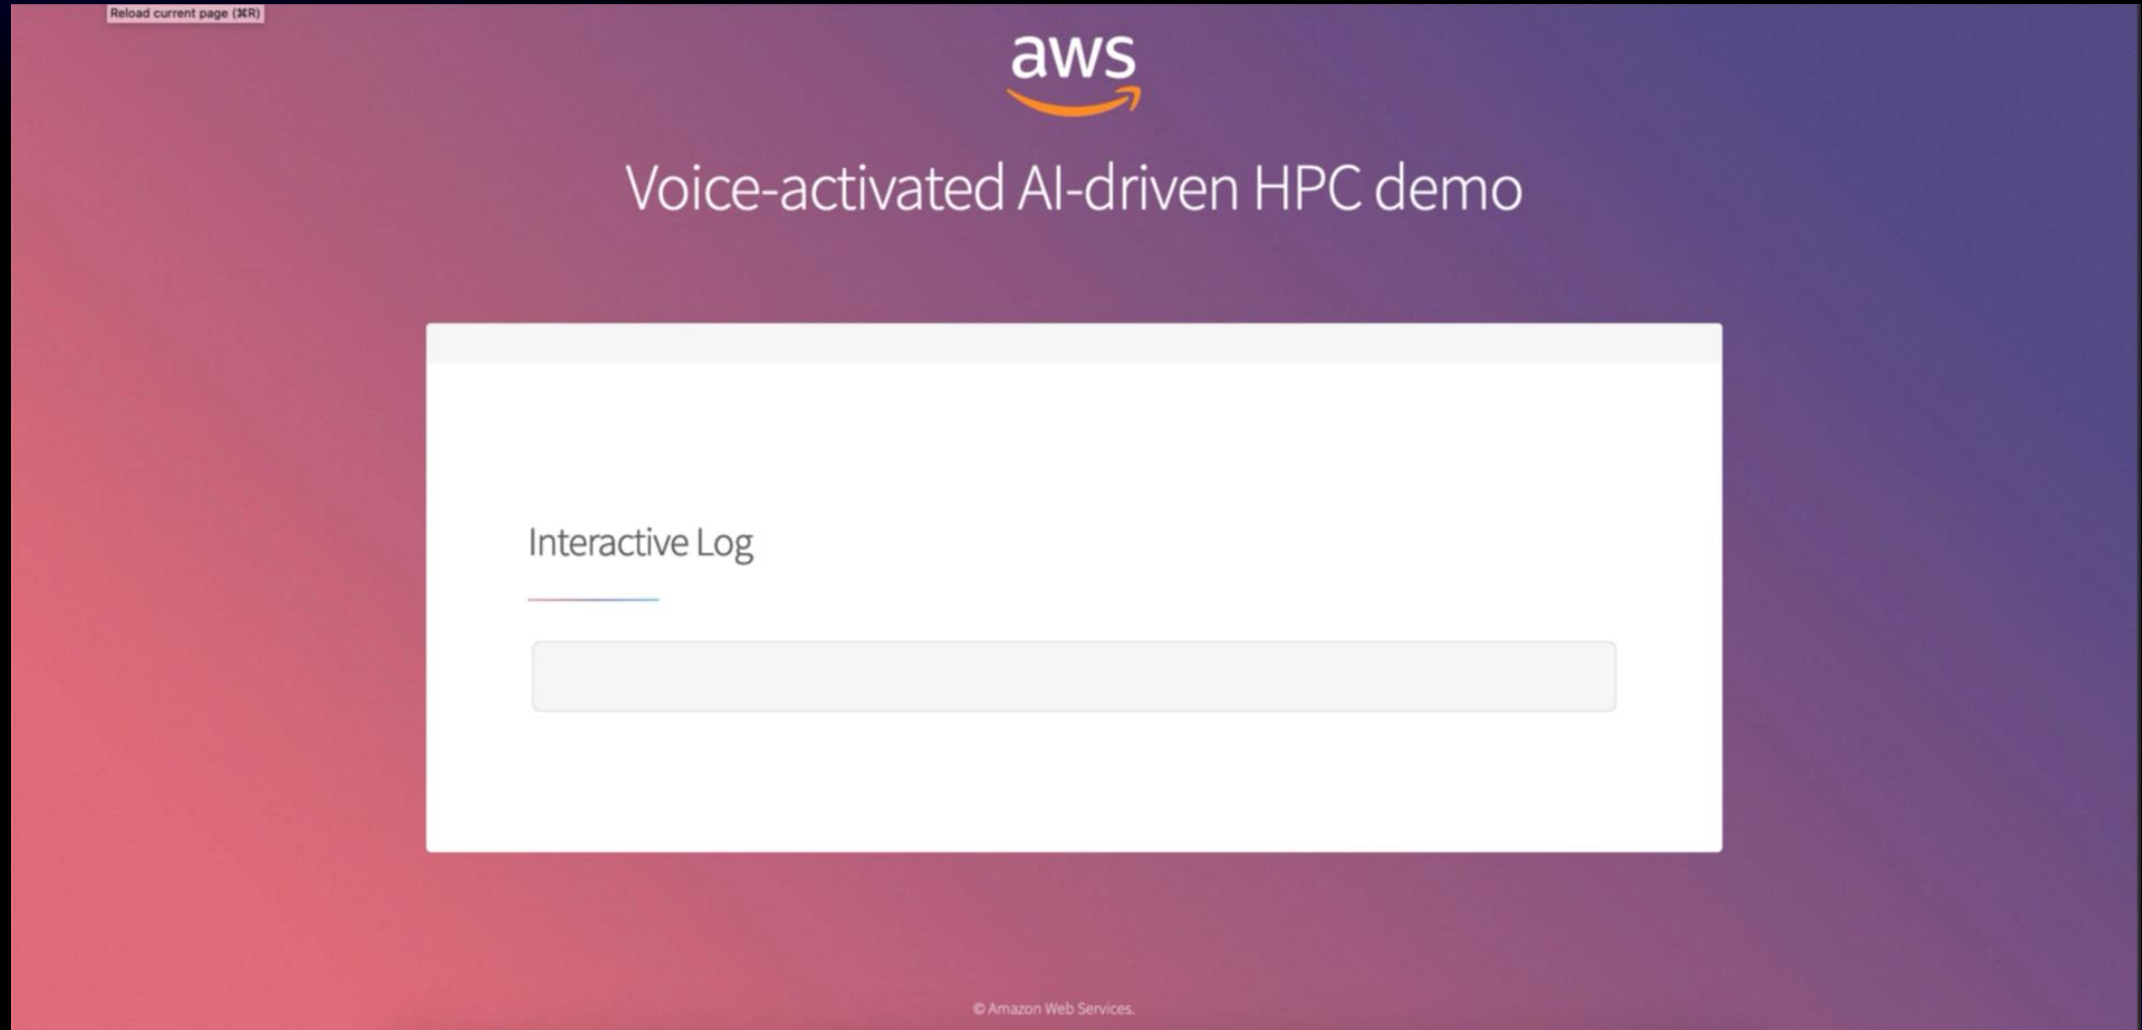 Reload current page (⌘R)
aws
Voice-activated AI-driven HPC demo
Interactive Log
© Amazon Web Services.